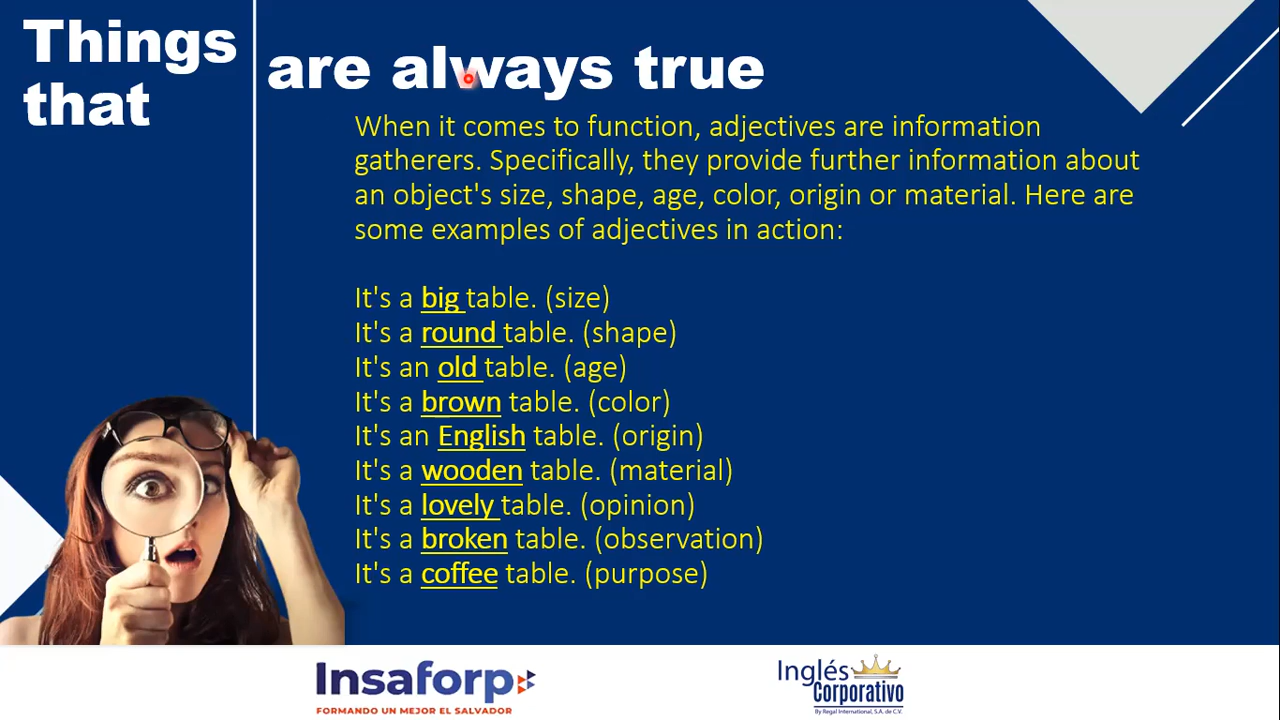 Things
that
are always true
When it comes to function, adjectives are information
gatherers. Specifically, they provide further information about
an object's size, shape, age, color, origin or material. Here are
some examples of adjectives in action:
It's a big table. (size)
It's a round table. (shape)
It's an old table. (age)
It's a brown table. (color)
It's an English table. (origin)
It's a wooden table. (material)
It's a lovely table. (opinion)
It's a broken table. (observation)
It's a coffee table. (purpose)
Insaforp
FORMANDO UN MEJOR EL SALVADOR
Inglés
Corporativo
By Regal International, S.A. de C.V.